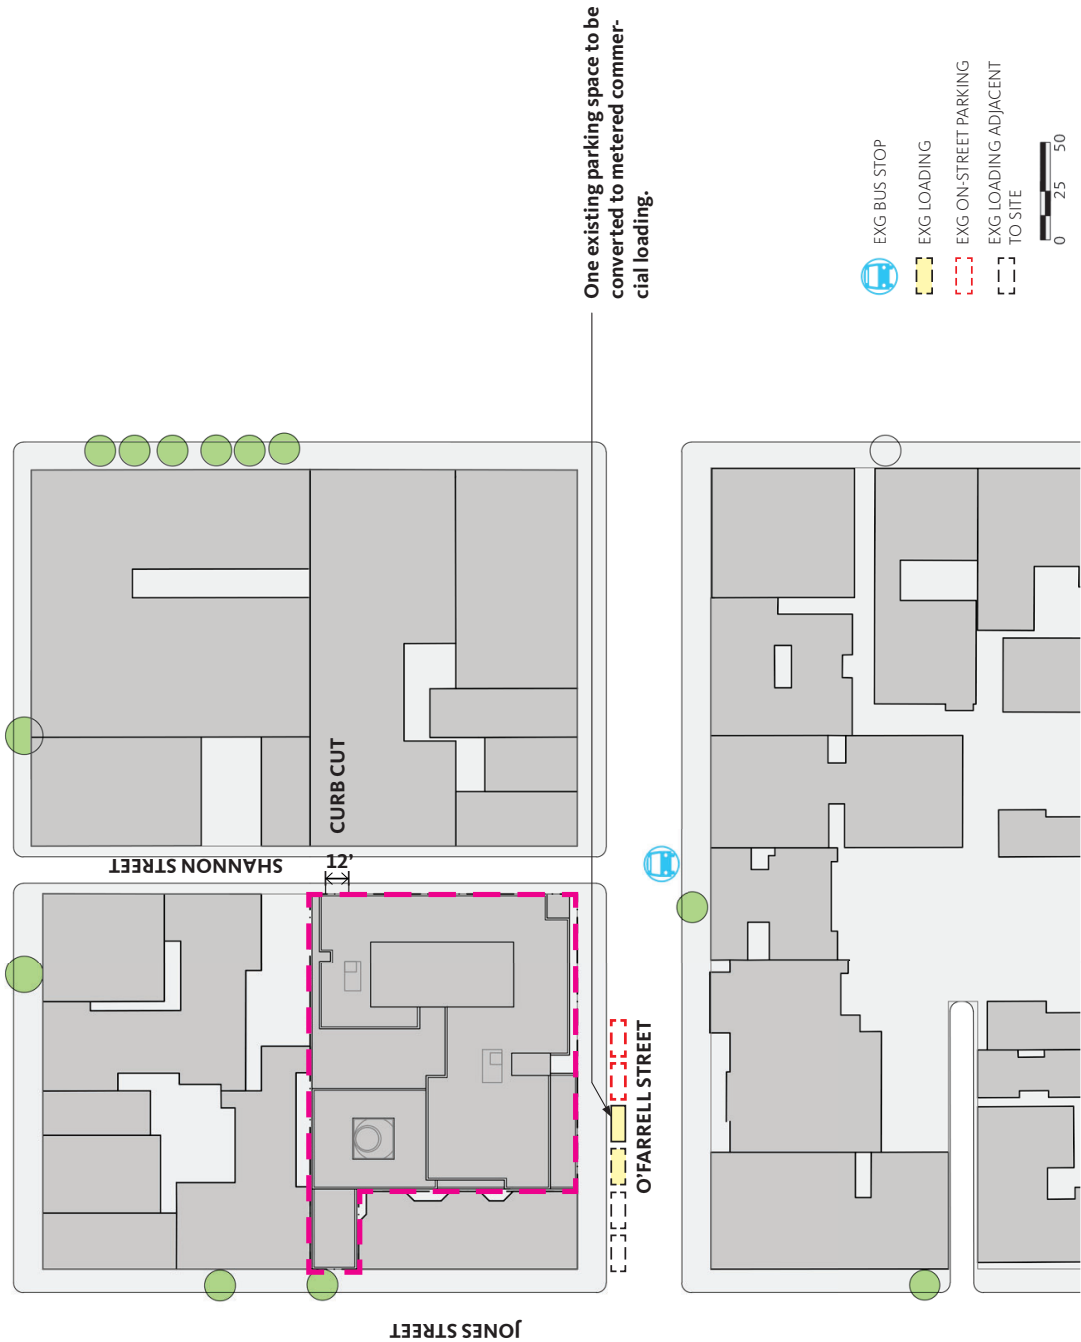 One existing parking space to be
converted to metered commer-
cial loading.
EXG BUS STOP
EXG LOADING
EXG ON-STREET PARKING
EXG LOADING ADJACENT
TO SITE
0 25 50
SHANNON STREET
CURB CUT
12'
O'FARRELL STREET
JONES STREET